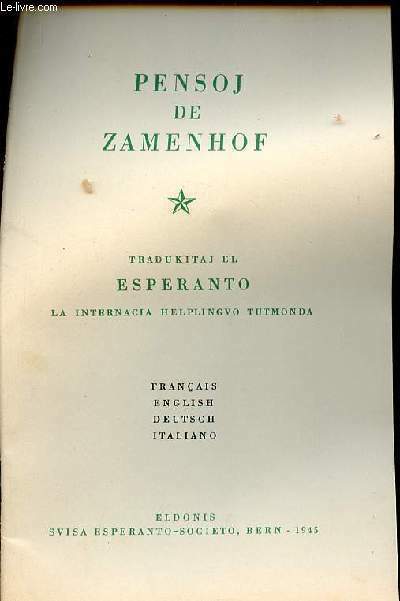 Le-livre.com
PENSOJ
DE
ZAMENHOF
TRADUKITAJ EL
ESPERANTO
LA INTERNACIA HELPLINGVO TUTMONDA
FRANÇAIS
ENGLISH
DEUTSCH
ITALIANO
ELDONIS
SVISA ESPERANTO-SOCIETO, BERN - 1945